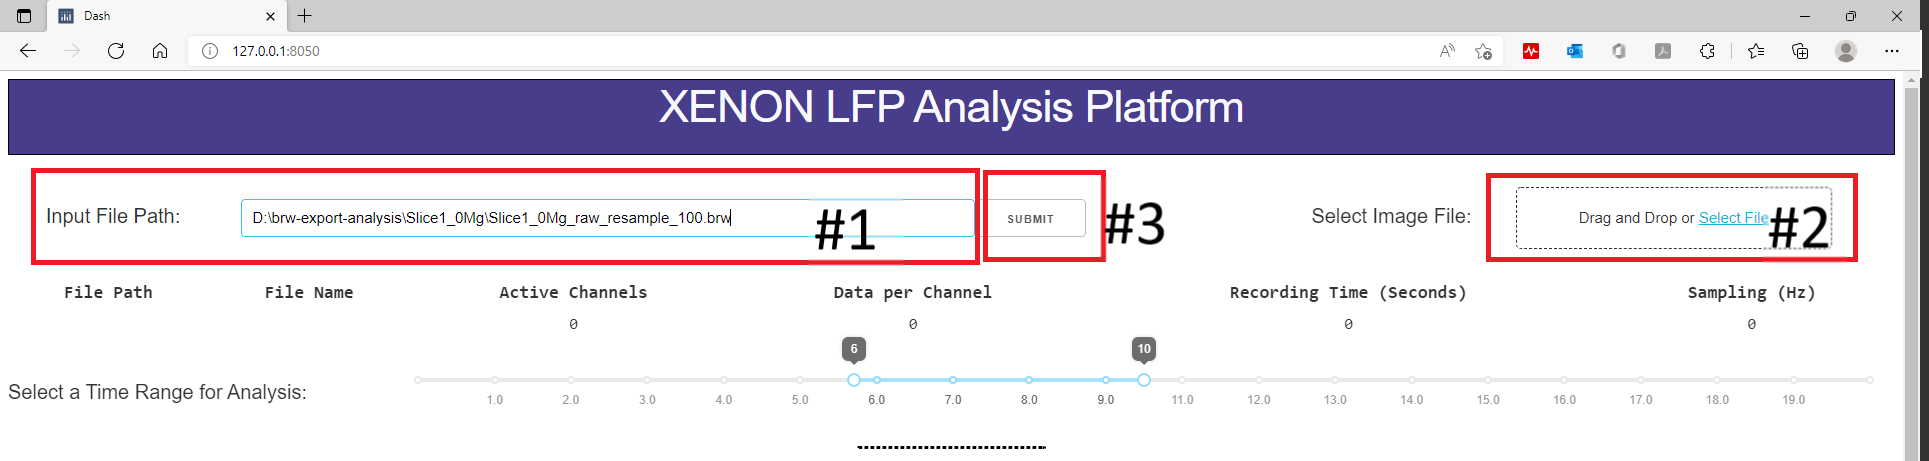 Dash
127.0.0.1:8050
XENON LFP Analysis Platform
Input File Path:
D:\brw-export-analysis\Slice1_0Mg\Slice1_0Mg_raw_resample_100.brw
#1
SUBMIT
#3
Select Image File:
Drag and Drop or Select File
#2
File Path File Name Active Channels Data per Channel Recording Time (Seconds) Sampling (Hz)
0 0 0 0
6 10
Select a Time Range for Analysis:
1.0 2.0 3.0 4.0 5.0 6.0 7.0 8.0 9.0 11.0 12.0 13.0 14.0 15.0 16.0 17.0 18.0 19.0